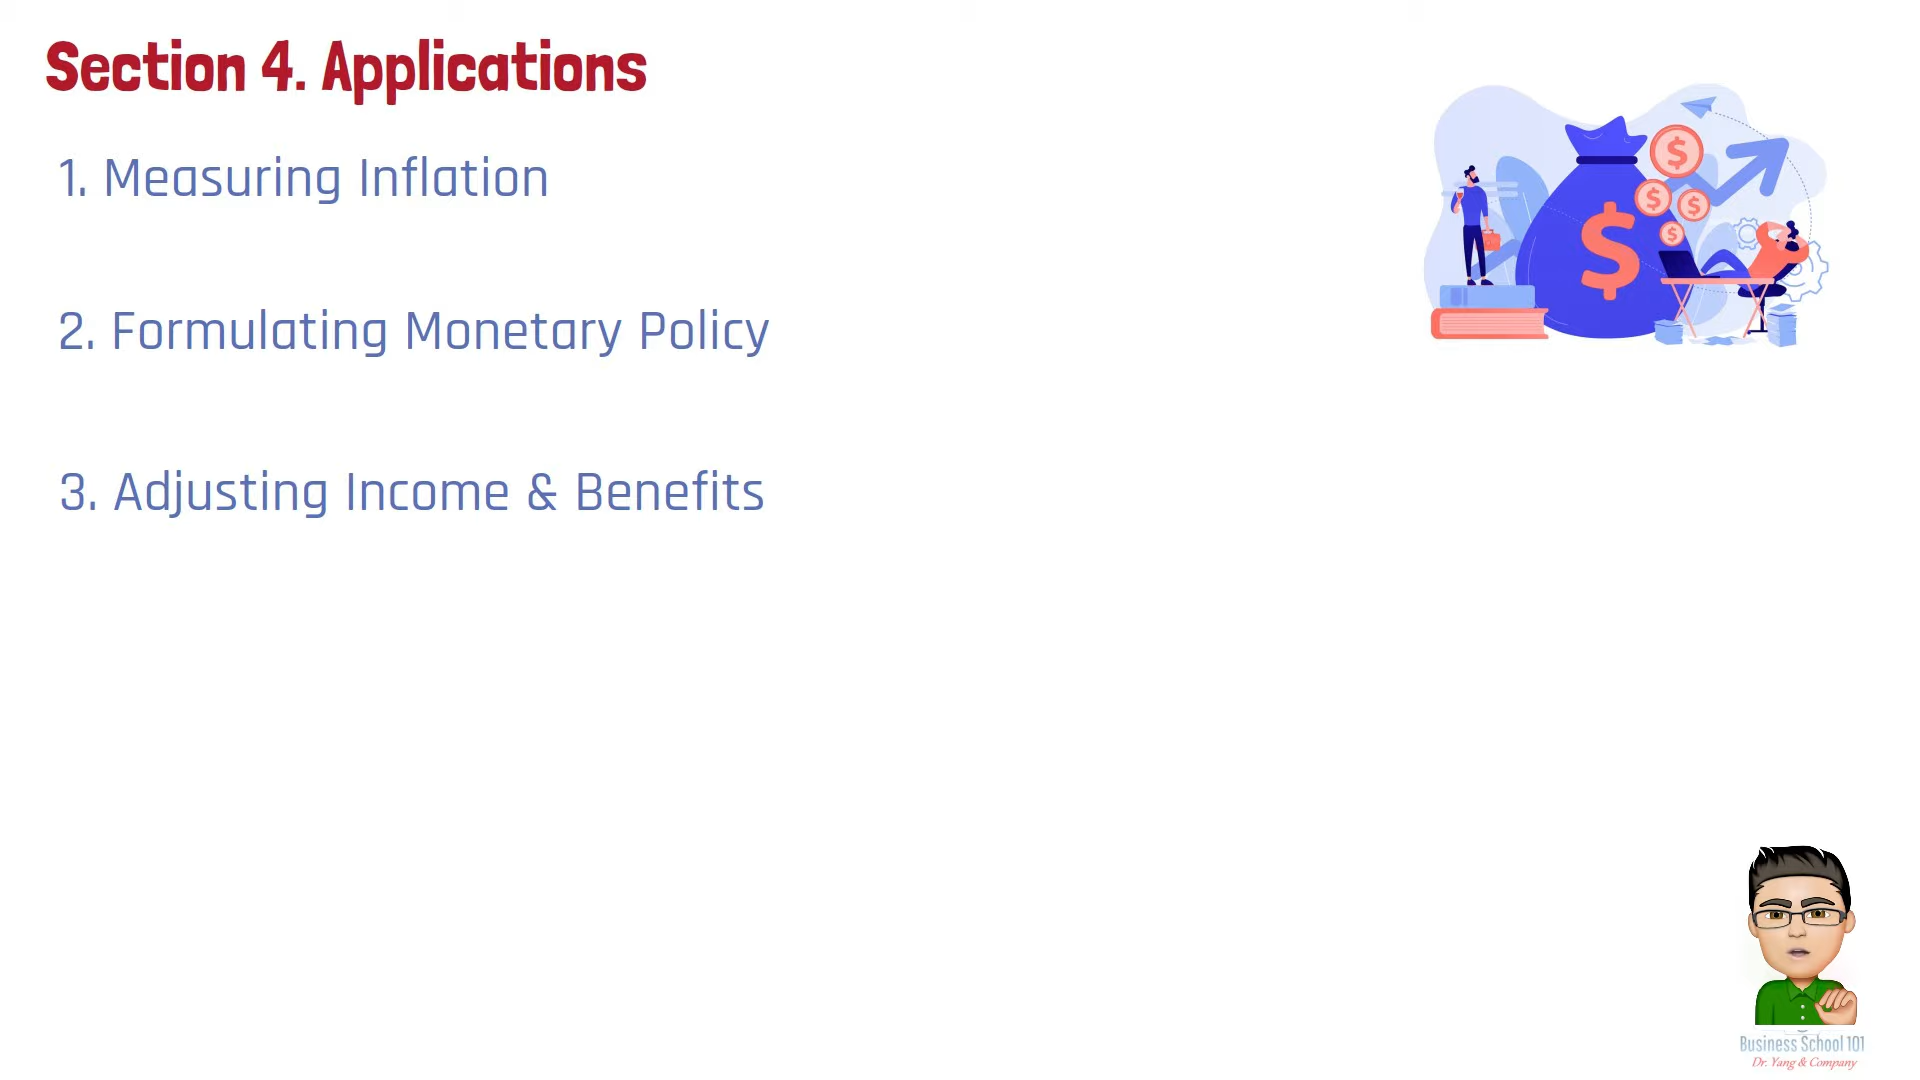 Section 4. Applications
1. Measuring Inflation
2. Formulating Monetary Policy
3. Adjusting Income & Benefits
$
$
$
$
$
Business School 101
Dr. Yang & Company